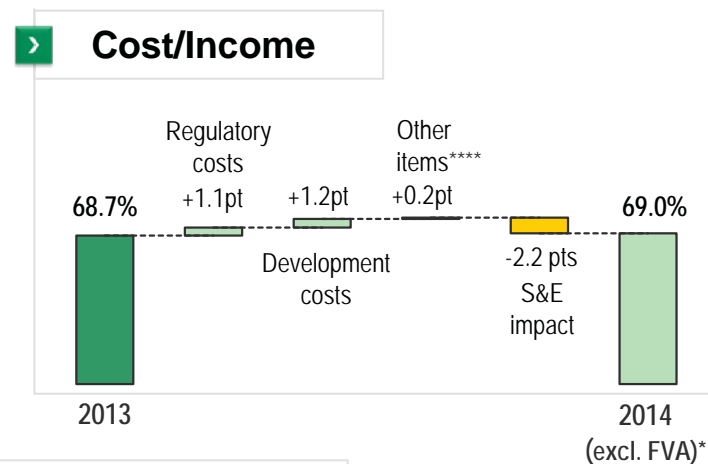 Cost/Income
Regulatory
costs
+1.1pt
+1.2pt
Development
costs
Other
items****
+0.2pt
68.7%
69.0%
-2.2 pts
S&E
impact
2013
2014
(excl. FVA)*